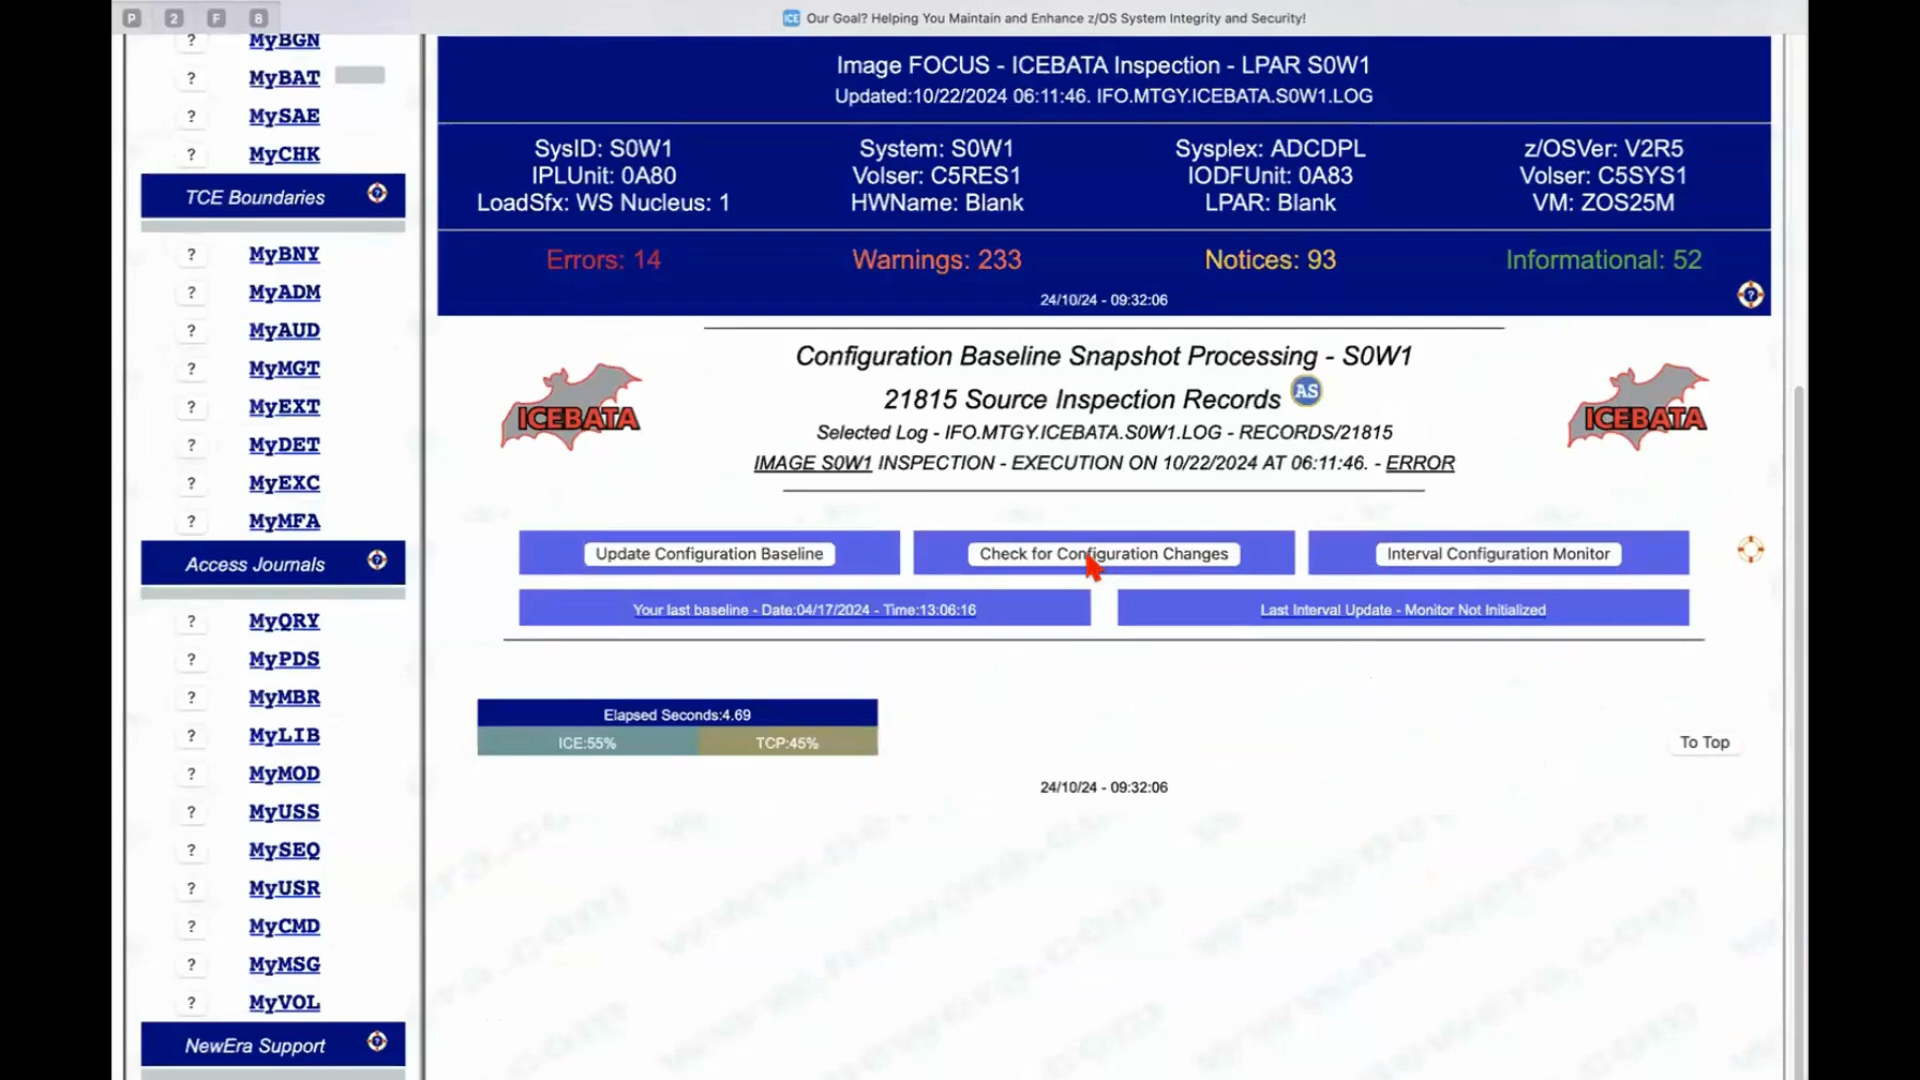 P 2 F 8
ICE Our Goal? Helping You Maintain and Enhance z/OS System Integrity and Security!
? MyBGN
? MyBAT
? MySAE
? MyCHK
TCE Boundaries ?
? MyBNY
? MyADM
? MyAUD
? MyMGT
? MyEXT
? MyDET
? MyEXC
? MyMFA
Access Journals ?
? MyQRY
? MyPDS
? MyMBR
? MyLIB
? MyMOD
? MyUSS
? MySEQ
? MyUSR
? MyCMD
? MyMSG
? MyVOL
NewEra Support ?
Image FOCUS - ICEBATA Inspection - LPAR S0W1
Updated:10/22/2024 06:11:46. IFO.MTGY.ICEBATA.S0W1.LOG
SysID: S0W1 System: S0W1 Sysplex: ADCDPL z/OSVer: V2R5
IPLUnit: 0A80 Volser: C5RES1 IODFUnit: 0A83 Volser: C5SYS1
LoadSfx: WS Nucleus: 1 HWName: Blank LPAR: Blank VM: ZOS25M
Errors: 14 Warnings: 233 Notices: 93 Informational: 52
24/10/24 - 09:32:06 ?
Configuration Baseline Snapshot Processing - S0W1
21815 Source Inspection Records AS
ICEBATA ICEBATA
Selected Log - IFO.MTGY.ICEBATA.S0W1.LOG - RECORDS/21815
IMAGE S0W1 INSPECTION - EXECUTION ON 10/22/2024 AT 06:11:46. - ERROR
Update Configuration Baseline Check for Configuration Changes Interval Configuration Monitor
Your last baseline - Date:04/17/2024 - Time:13:06:16 Last Interval Update - Monitor Not Initialized
Elapsed Seconds:4.69
ICE:55% TCP:45%
To Top
24/10/24 - 09:32:06